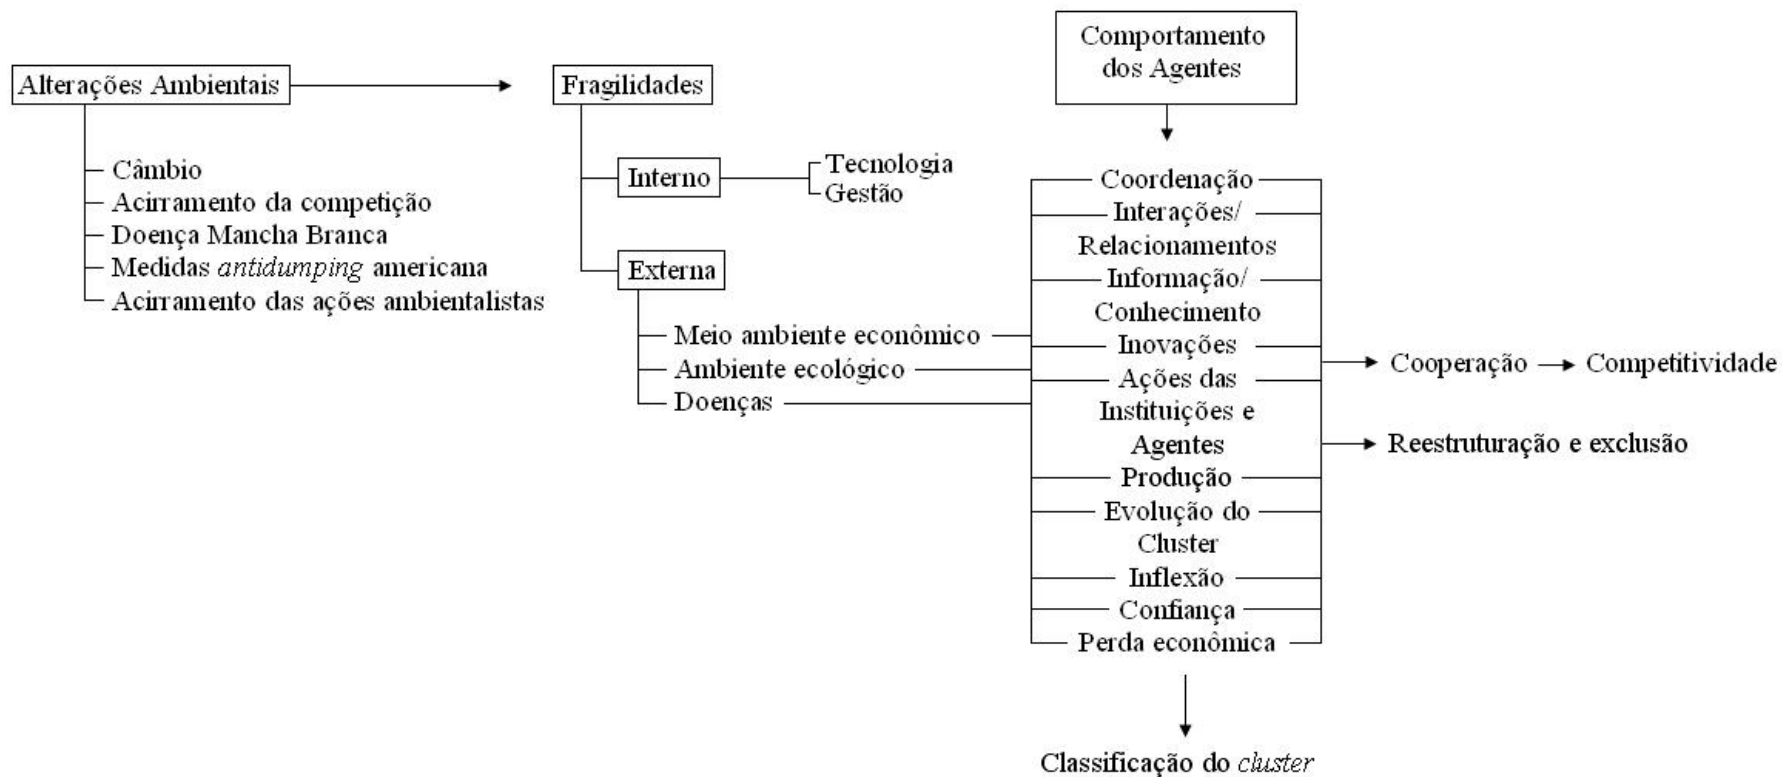 Alterações Ambientais
Câmbio
Acirramento da competição
Doença Mancha Branca
Medidas antidumping americana
Acirramento das ações ambientalistas
Fragilidades
Interno
Tecnologia
Gestão
Externa
Meio ambiente econômico
Ambiente ecológico
Doenças
Comportamento
dos Agentes
Coordenação
Interações/
Relacionamentos
Informação/
Conhecimento
Inovações
Ações das
Instituições e
Agentes
Produção
Evolução do
Cluster
Inflexão
Confiança
Perda econômica
Cooperação
Competitividade
Reestruturação e exclusão
Classificação do cluster